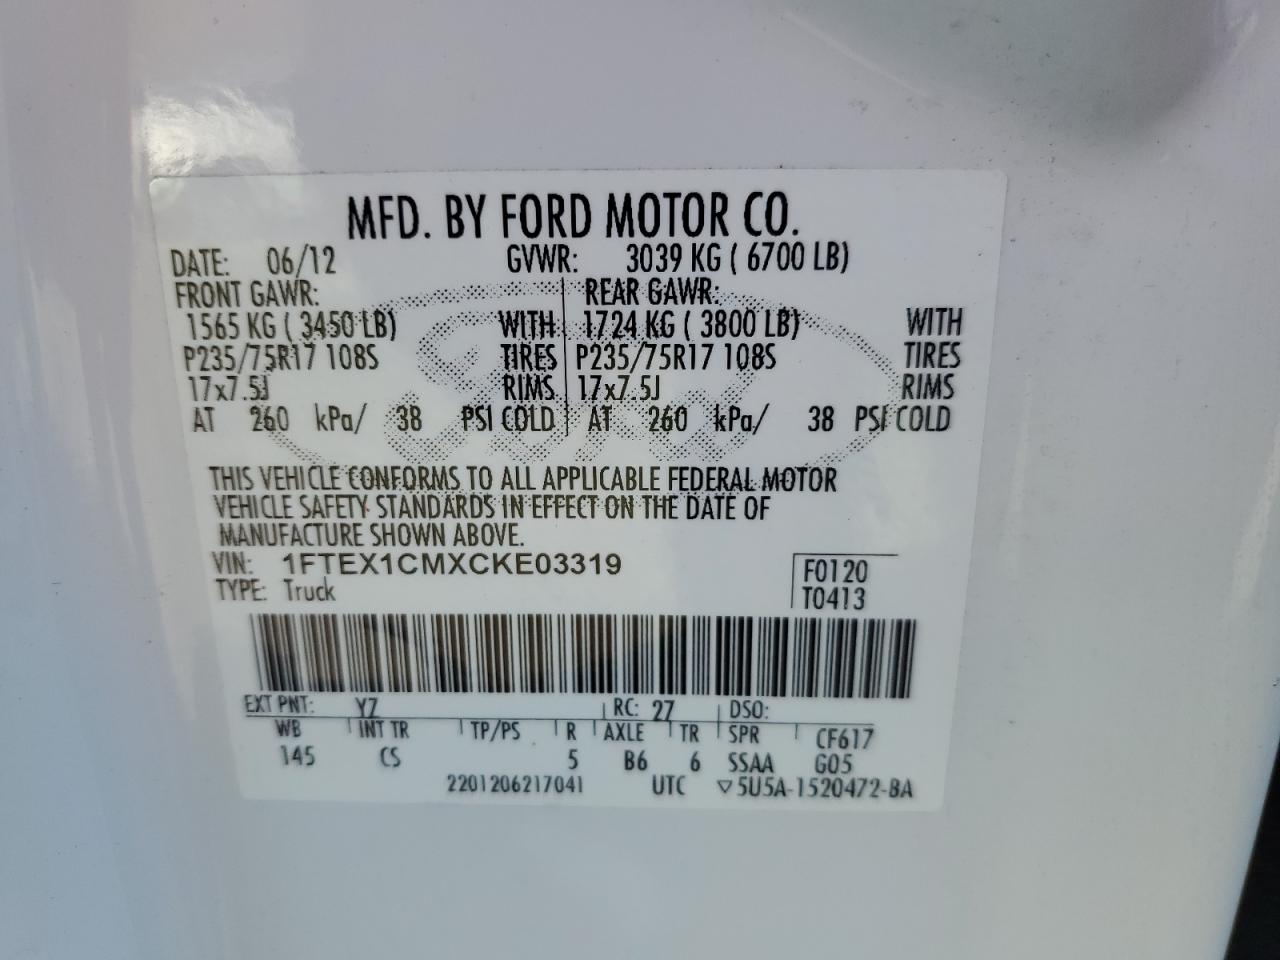 MFD. BY FORD MOTOR CO.
DATE: 06/12 GVWR: 3039 KG ( 6700 LB)
FRONT GAWR: REAR GAWR:
1565 KG ( 3450 LB) WITH 1724 KG ( 3800 LB) WITH
P235/75R17 108S TIRES P235/75R17 108S TIRES
17x7.5J RIMS 17x7.5J RIMS
AT 260 kPa/ 38 PSI COLD AT 260 kPa/ 38 PSI COLD
THIS VEHICLE CONFORMS TO ALL APPLICABLE FEDERAL MOTOR
VEHICLE SAFETY STANDARDS IN EFFECT ON THE DATE OF
MANUFACTURE SHOWN ABOVE.
VIN: 1FTEX1CMXCKE03319 F0120
TYPE: Truck T0413
EXT PNT: YZ RC: 27 DSO:
WB INT TR TP/PS R AXLE TR SPR CF617
145 CS 5 B6 6 SSAA G05
2201206217041 UTC ▽5U5A-1520472-BA